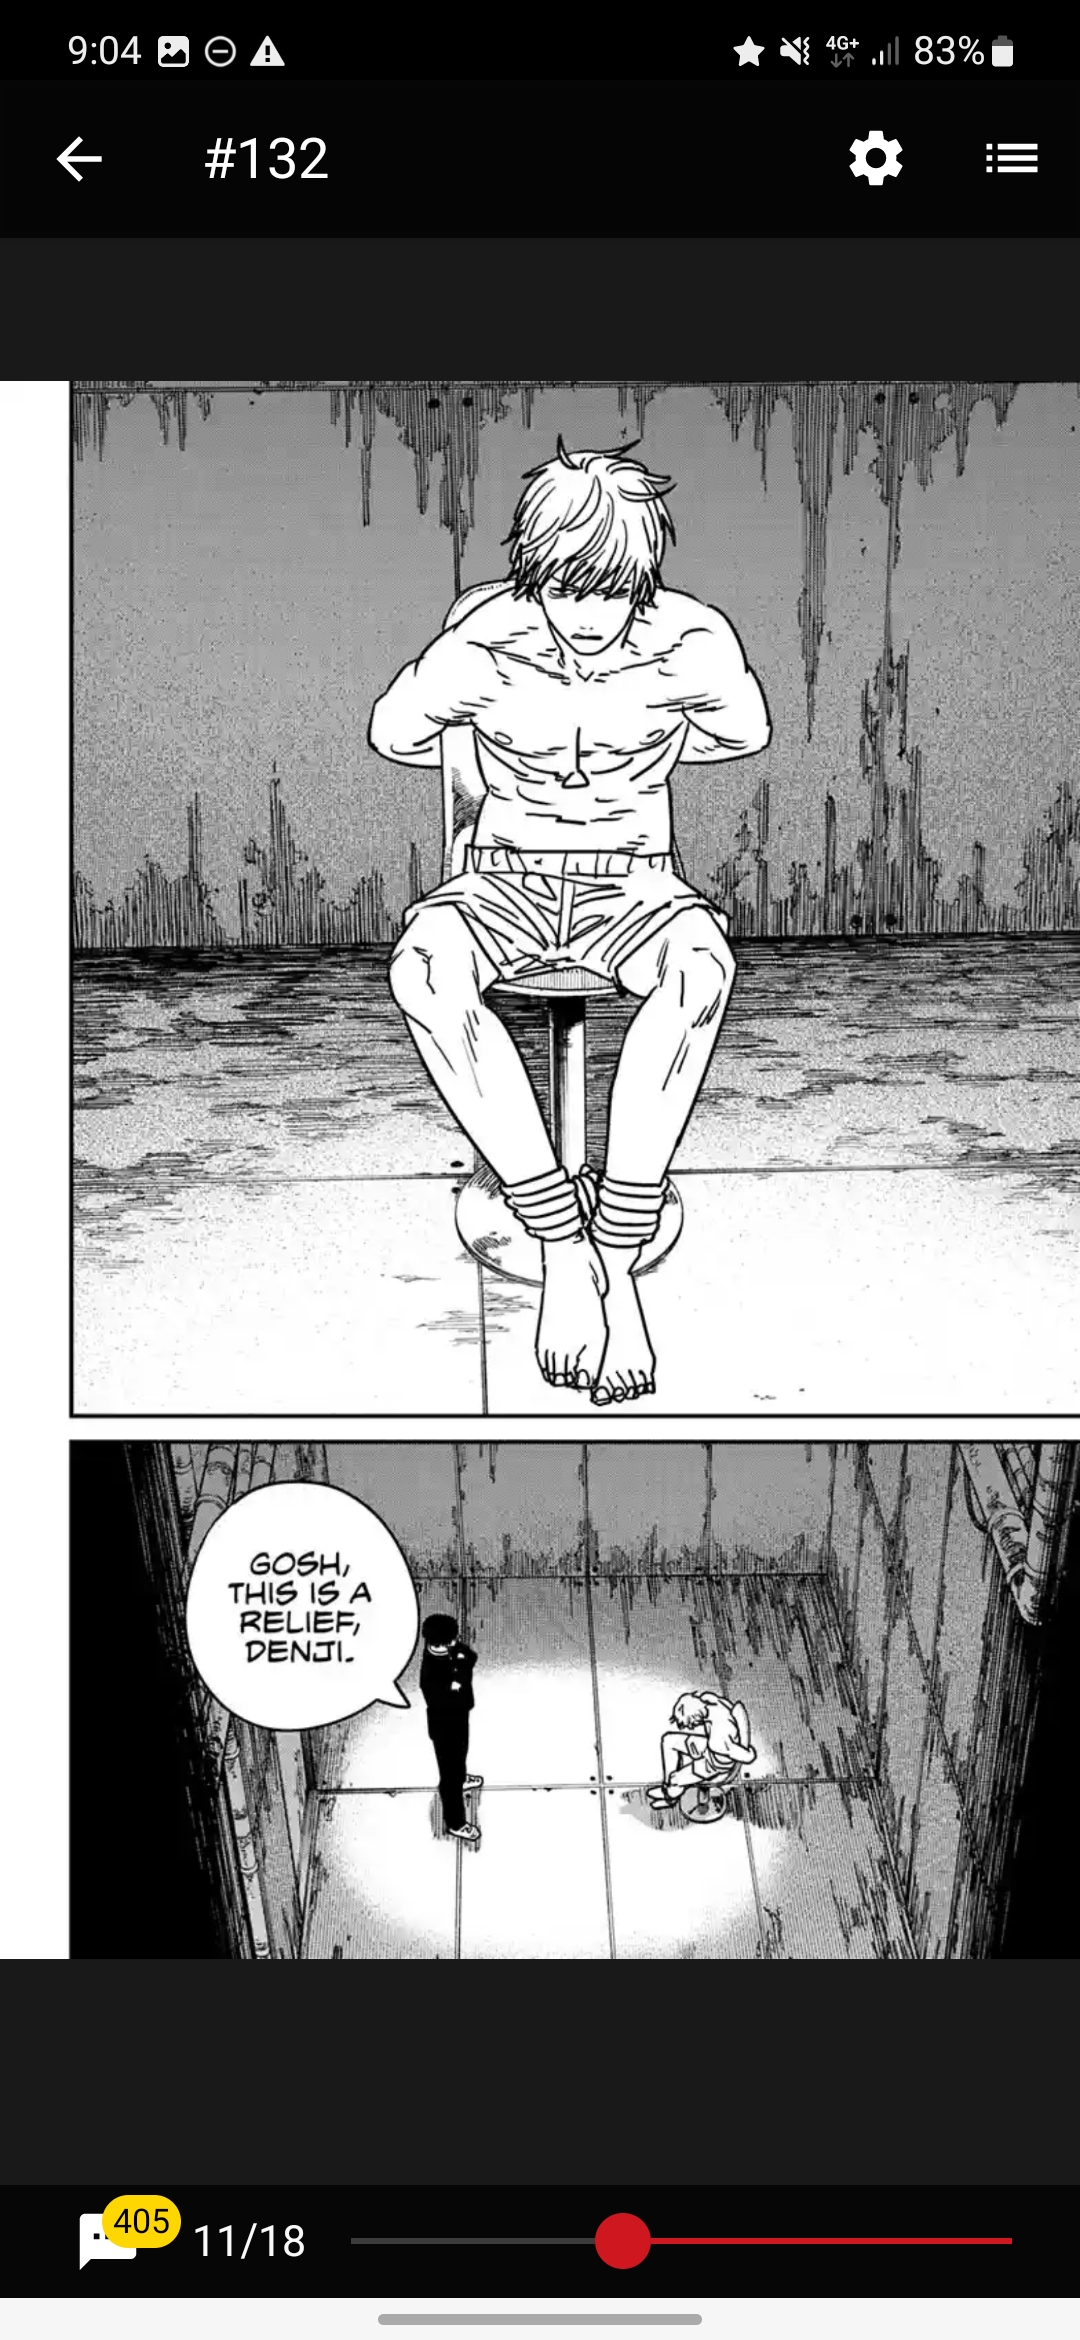 9:04 4G+ 83%
#132
GOSH,
THIS IS A
RELIEF,
DENJI.
405 11/18